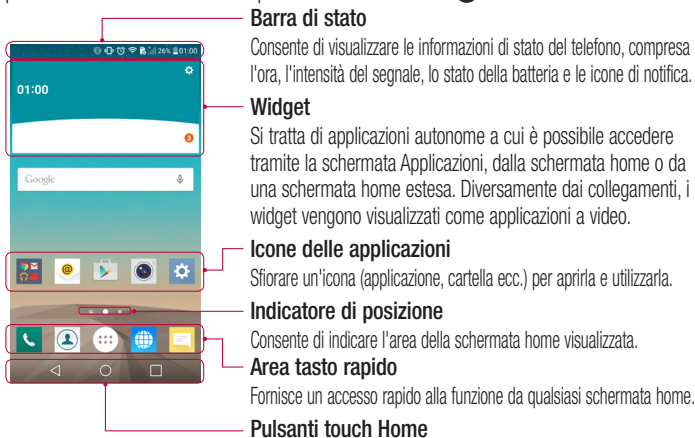 Barra di stato
Consente di visualizzare le informazioni di stato del telefono, compresa
l'ora, l'intensità del segnale, lo stato della batteria e le icone di notifica.
26% 01:00
01:00
3
Google
Widget
Si tratta di applicazioni autonome a cui è possibile accedere
tramite la schermata Applicazioni, dalla schermata home o da
una schermata home estesa. Diversamente dai collegamenti, i
widget vengono visualizzati come applicazioni a video.
Icone delle applicazioni
Sfiorare un'icona (applicazione, cartella ecc.) per aprirla e utilizzarla.
Indicatore di posizione
Consente di indicare l'area della schermata home visualizzata.
Area tasto rapido
Fornisce un accesso rapido alla funzione da qualsiasi schermata home.
Pulsanti touch Home